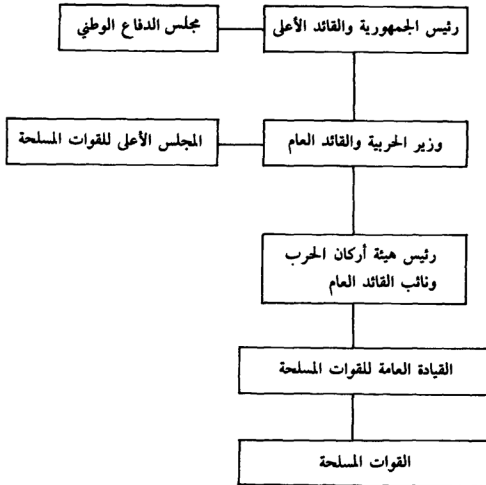 رئيس الجمهورية والقائد الأعلى
مجلس الدفاع الوطني
وزير الحربية والقائد العام
المجلس الأعلى للقوات المسلحة
رئيس هيئة أركان الحرب
ونائب القائد العام
القيادة العامة للقوات المسلحة
القوات المسلحة